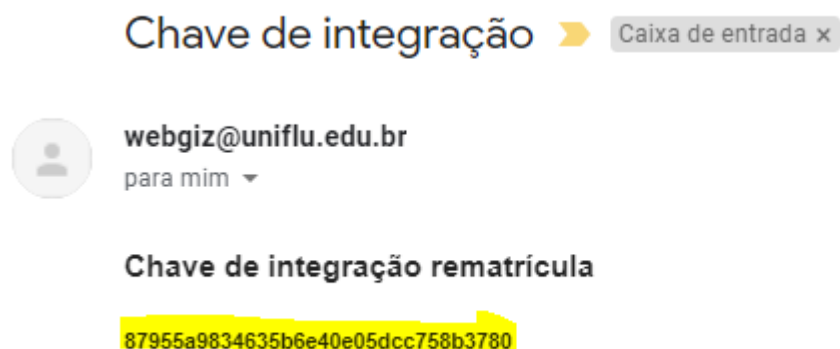 Chave de integração Caixa de entrada x
webgiz@uniflu.edu.br
para mim
Chave de integração rematrícula
87955a9834635b6e40e05dcc758b3780